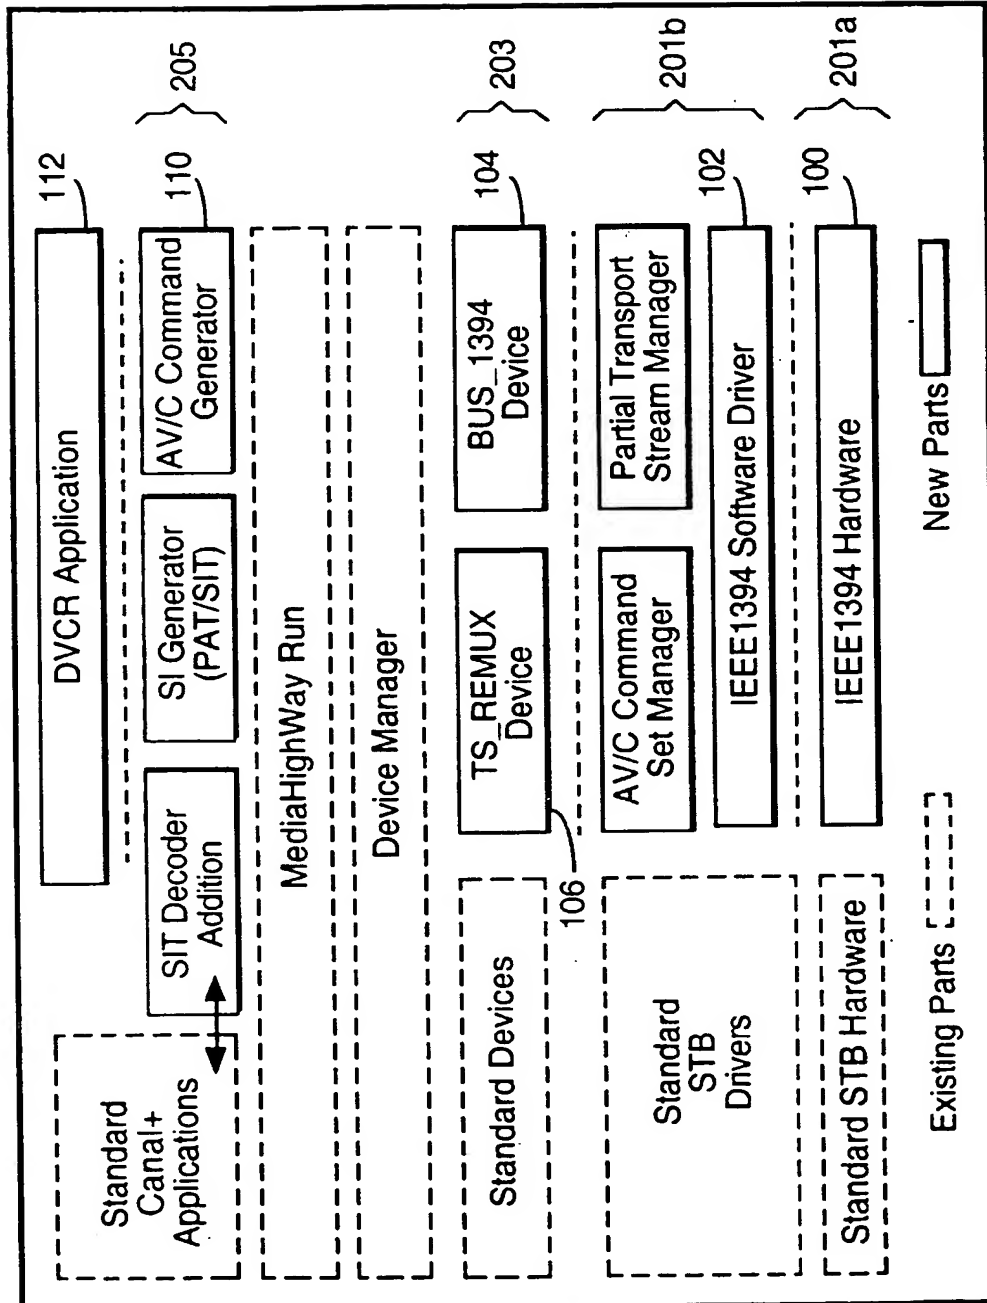 112
DVCR Application
205
110
Standard
Canal+
Applications
SIT Decoder
Addition
SI Generator
(PAT/SIT)
AV/C Command
Generator
MediaHighWay Run
Device Manager
203
104
Standard Devices
TS_REMUX
Device
BUS_1394
Device
106
201b
Standard
STB
Drivers
AV/C Command
Set Manager
Partial Transport
Stream Manager
102
IEEE1394 Software Driver
201a
100
Standard STB Hardware
IEEE1394 Hardware
Existing Parts
New Parts